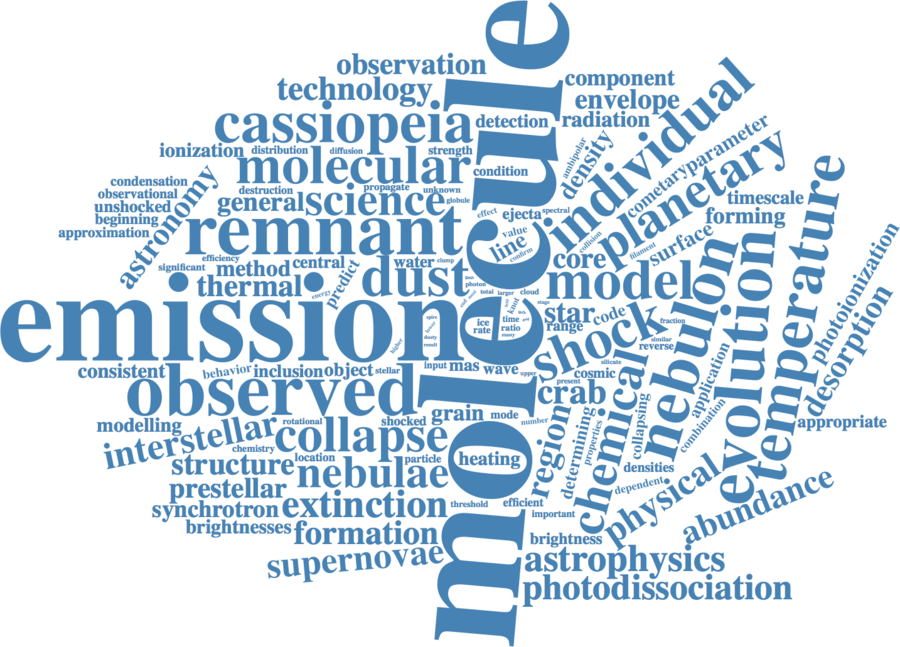 molecule
observation
technology
cassiopeia
detection
component
envelope
radiation
individual
ionization
distribution
diffusion
strength
molecular
condition
ambipolar
density
cometary
parameter
planetary
condensation
observational
unshocked
beginning
approximation
astronomy
destruction
propagate
unknown
general
science
globule
effect
ejecta
spectral
timescale
forming
temperature
remnant
value
line
confirm
collision
core
filament
surface
significant
efficiency
method
central
predict
water
clump
dust
thermal
energy
photon
total
larger
cloud
model
nebulon
evolution
photoionization
desorption
emission
spire
lower
dusty
result
higher
ice
rate
time
ratio
many
knot
stage
star
range
code
fraction
shock
similar
reverse
consistent
behavior
inclusion
object
stellar
input
mas
wave
upper
silicate
cosmic
present
application
observed
crab
chemical
combination
collapsing
appropriate
modelling
interstellar
rotational
shocked
grain
mode
number
region
determining
properties
chemistry
collapse
structure
location
particle
heating
densities
dependent
physical
abundance
prestellar
nebulae
synchrotron
extinction
threshold
efficient
important
brightnesses
formation
brightness
supernovae
astrophysics
photodissociation